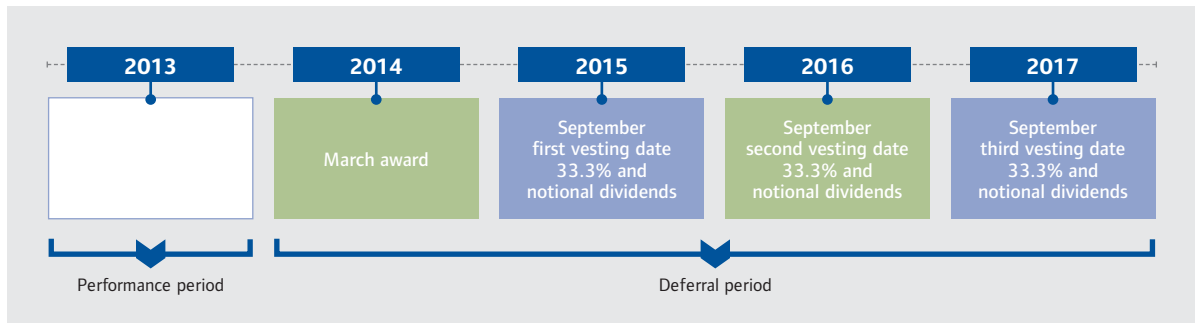 2013
2014
2015
2016
2017
March award
September
first vesting date
33.3% and
notional dividends
September
second vesting date
33.3% and
notional dividends
September
third vesting date
33.3% and
notional dividends
Performance period
Deferral period